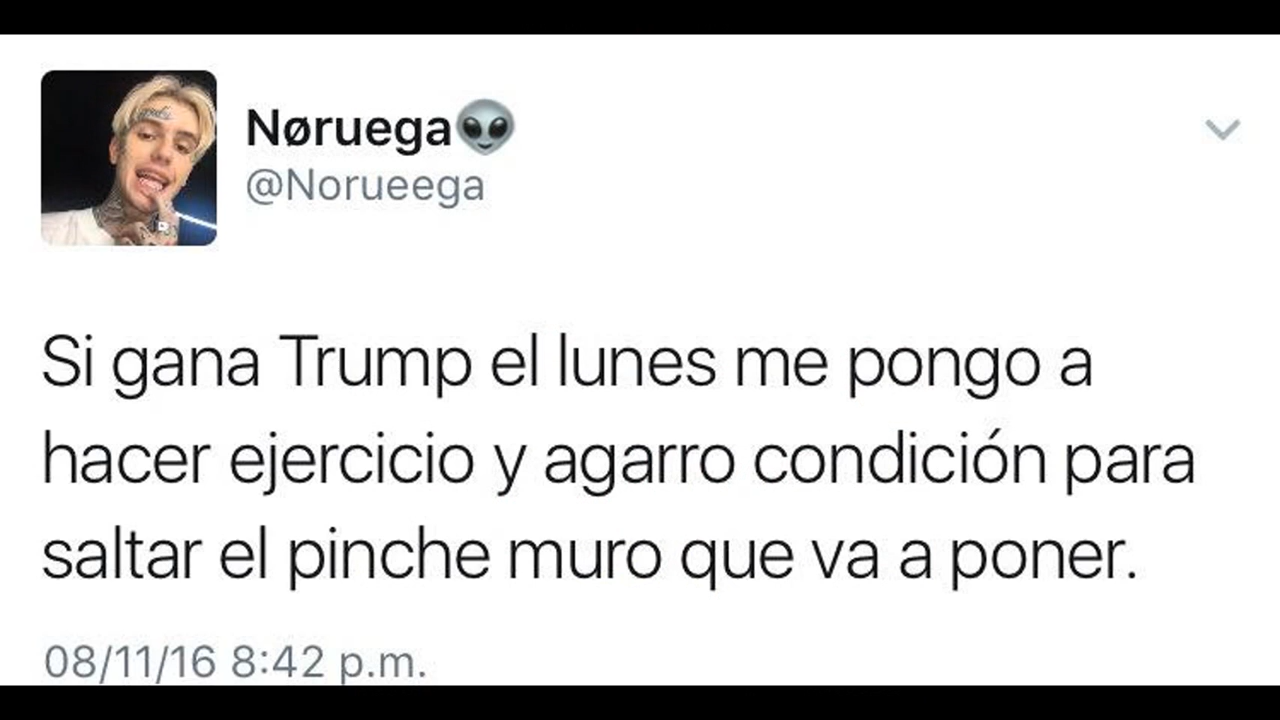 Nøruega👽
@Norueega
Si gana Trump el lunes me pongo a
hacer ejercicio y agarro condición para
saltar el pinche muro que va a poner.
08/11/16 8:42 p.m.